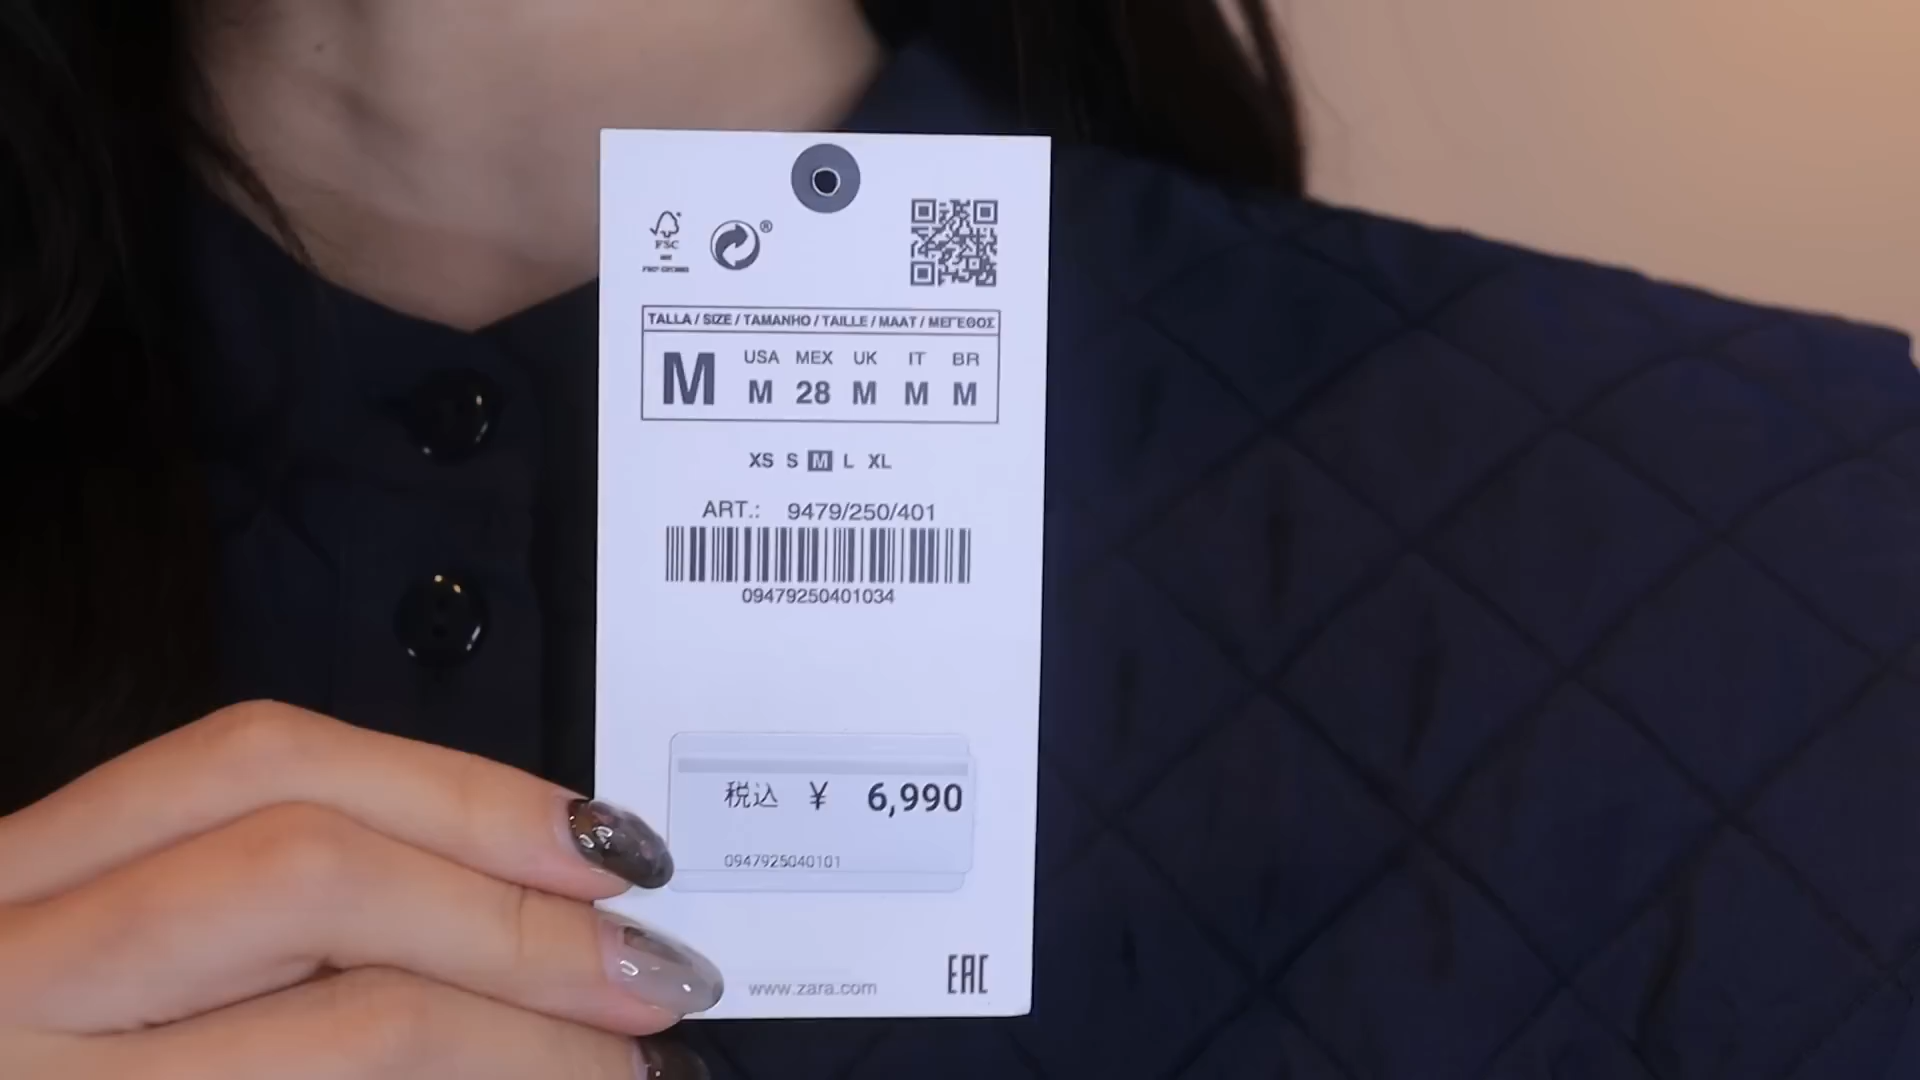 ®
FSC
TALLA / SIZE / TAMANHO / TAILLE / MAAT / ΜΕΓΕΘΟΣ
M
USA MEX UK IT BR
M 28 M M M
XS S M L XL
ART.: 9479/250/401
09479250401034
税込 ¥ 6,990
0947925040101
www.zara.com
EAC